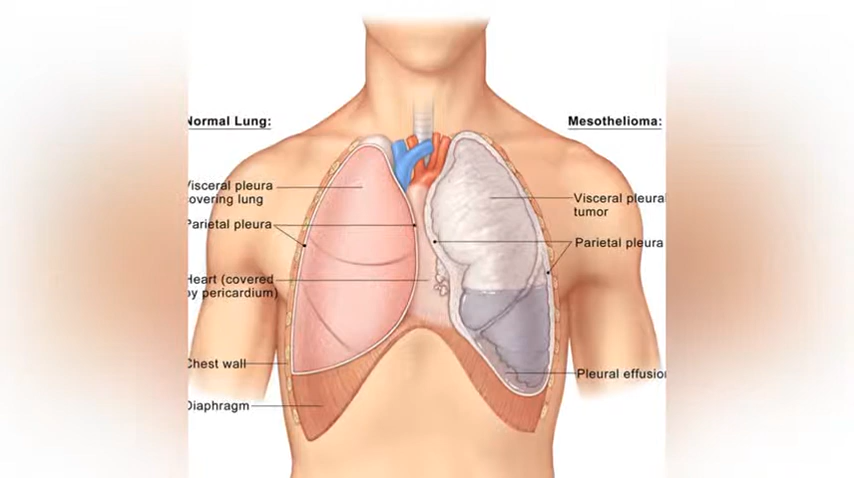 Normal Lung:
Visceral pleura
covering lung
Parietal pleura
Heart (covered
by pericardium)
Chest wall
Diaphragm
Mesothelioma:
Visceral pleural
tumor
Parietal pleura
Pleural effusion